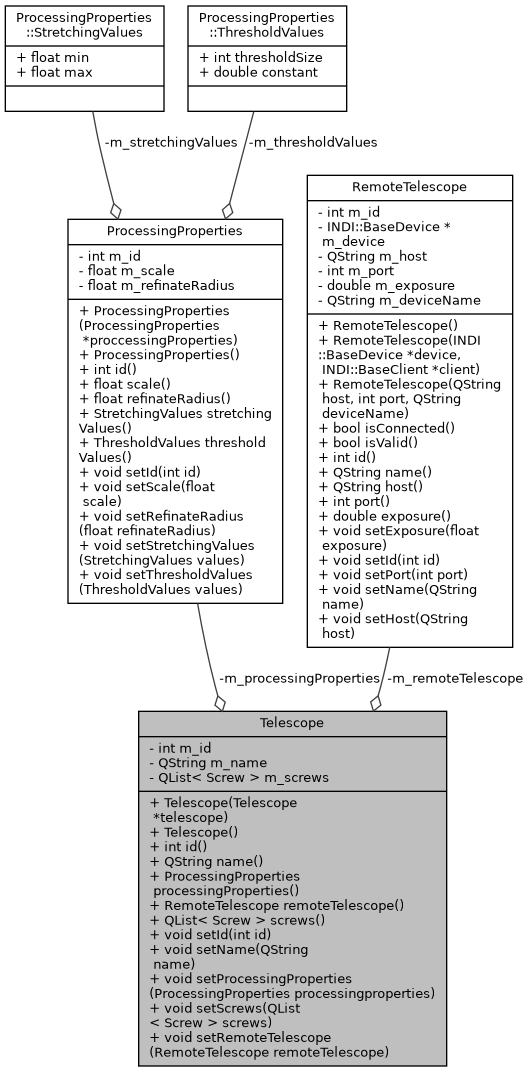 ProcessingProperties
::StretchingValues
+ float min
+ float max
ProcessingProperties
::ThresholdValues
+ int thresholdSize
+ double constant
-m_stretchingValues
-m_thresholdValues
ProcessingProperties
- int m_id
- float m_scale
- float m_refinateRadius
+ ProcessingProperties
(ProcessingProperties
*proccessingProperties)
+ ProcessingProperties()
+ int id()
+ float scale()
+ float refinateRadius()
+ StretchingValues stretching
Values()
+ ThresholdValues threshold
Values()
+ void setId(int id)
+ void setScale(float
scale)
+ void setRefinateRadius
(float refinateRadius)
+ void setStretchingValues
(StretchingValues values)
+ void setThresholdValues
(ThresholdValues values)
RemoteTelescope
- int m_id
- INDI::BaseDevice *
m_device
- QString m_host
- int m_port
- double m_exposure
- QString m_deviceName
+ RemoteTelescope()
+ RemoteTelescope(INDI
::BaseDevice *device,
INDI::BaseClient *client)
+ RemoteTelescope(QString
host, int port, QString
deviceName)
+ bool isConnected()
+ bool isValid()
+ int id()
+ QString name()
+ QString host()
+ int port()
+ double exposure()
+ void setExposure(float
exposure)
+ void setId(int id)
+ void setPort(int port)
+ void setName(QString
name)
+ void setHost(QString
host)
-m_processingProperties
-m_remoteTelescope
Telescope
- int m_id
- QString m_name
- QList< Screw > m_screws
+ Telescope(Telescope
*telescope)
+ Telescope()
+ int id()
+ QString name()
+ ProcessingProperties
processingProperties()
+ RemoteTelescope remoteTelescope()
+ QList< Screw > screws()
+ void setId(int id)
+ void setName(QString
name)
+ void setProcessingProperties
(ProcessingProperties processingproperties)
+ void setScrews(QList
< Screw > screws)
+ void setRemoteTelescope
(RemoteTelescope remoteTelescope)